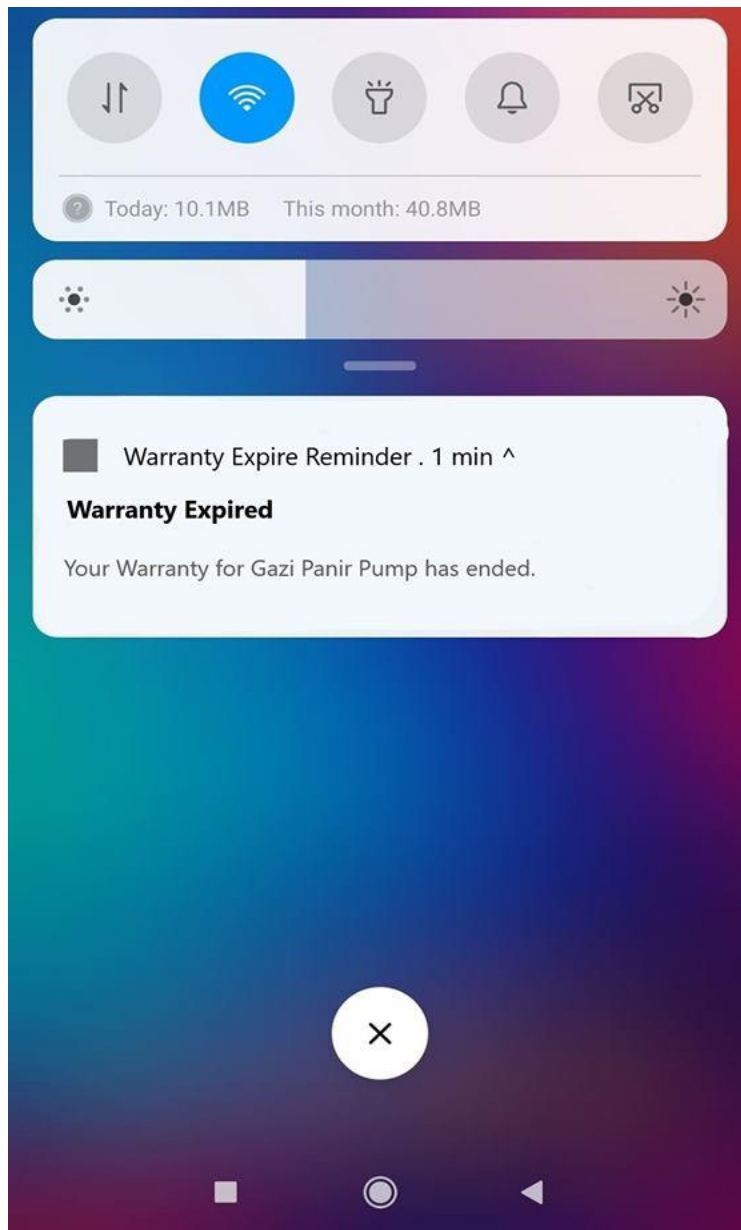 Today: 10.1MB This month: 40.8MB
Warranty Expire Reminder . 1 min ^
Warranty Expired
Your Warranty for Gazi Panir Pump has ended.